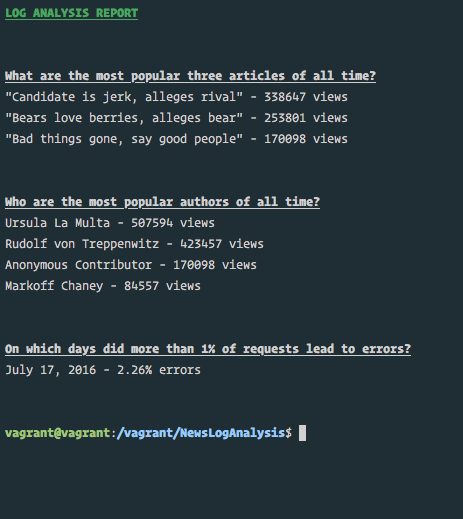 LOG ANALYSIS REPORT
What are the most popular three articles of all time?
"Candidate is jerk, alleges rival" - 338647 views
"Bears love berries, alleges bear" - 253801 views
"Bad things gone, say good people" - 170098 views
Who are the most popular authors of all time?
Ursula La Multa - 507594 views
Rudolf von Treppenwitz - 423457 views
Anonymous Contributor - 170098 views
Markoff Chaney - 84557 views
On which days did more than 1% of requests lead to errors?
July 17, 2016 - 2.26% errors
vagrant@vagrant:/vagrant/NewsLogAnalysis$